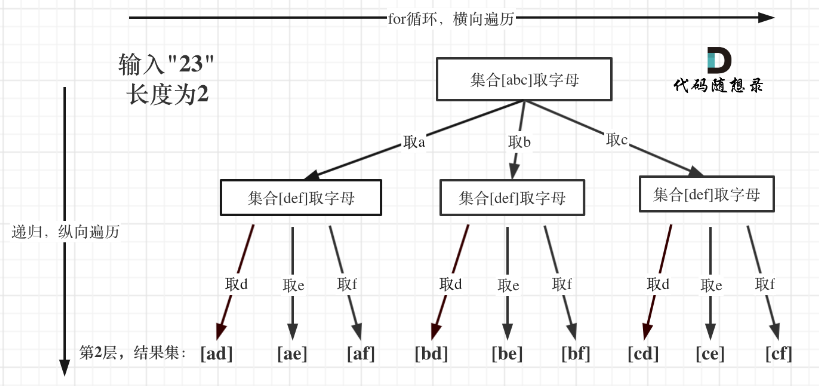 for循环，横向遍历
输入"23"
长度为2
集合[abc]取字母
D
代码随想录
取a
取b
取c
集合[def]取字母
集合[def]取字母
集合[def]取字母
递归，纵向遍历
取d
取e
取f
取d
取e
取f
取d
取e
取f
第2层，结果集：
[ad]
[ae]
[af]
[bd]
[be]
[bf]
[cd]
[ce]
[cf]